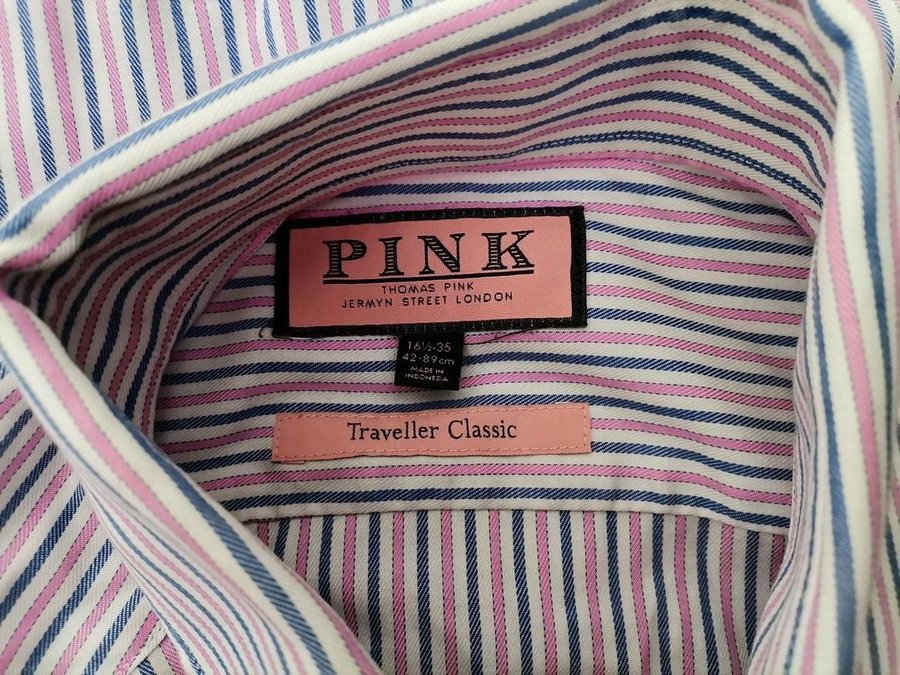 PINK
THOMAS PINK
JERMYN STREET LONDON
16½-35
42-89cm
MADE IN
INDONESIA
Traveller Classic